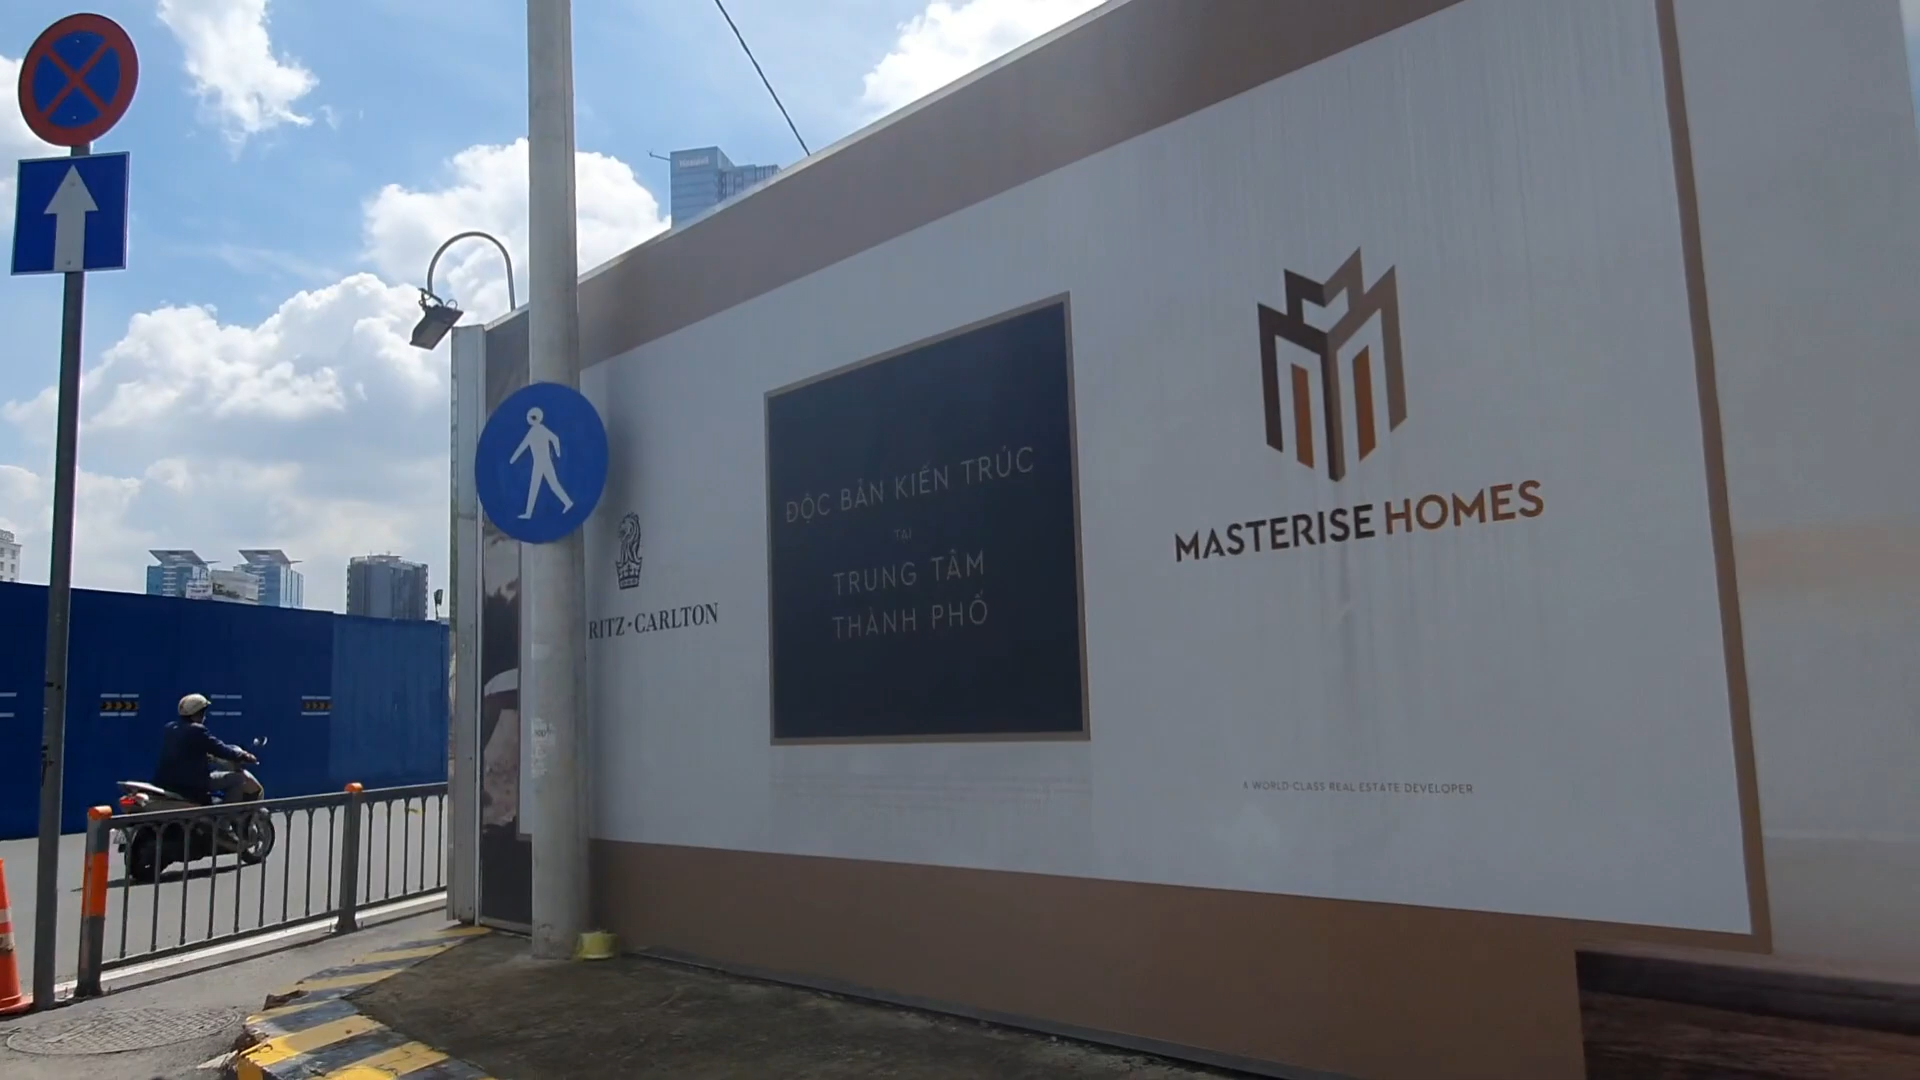 RITZ-CARLTON
ĐỘC BẢN KIẾN TRÚC
TẠI
TRUNG TÂM
THÀNH PHỐ
MASTERISE HOMES
A WORLD-CLASS REAL ESTATE DEVELOPER